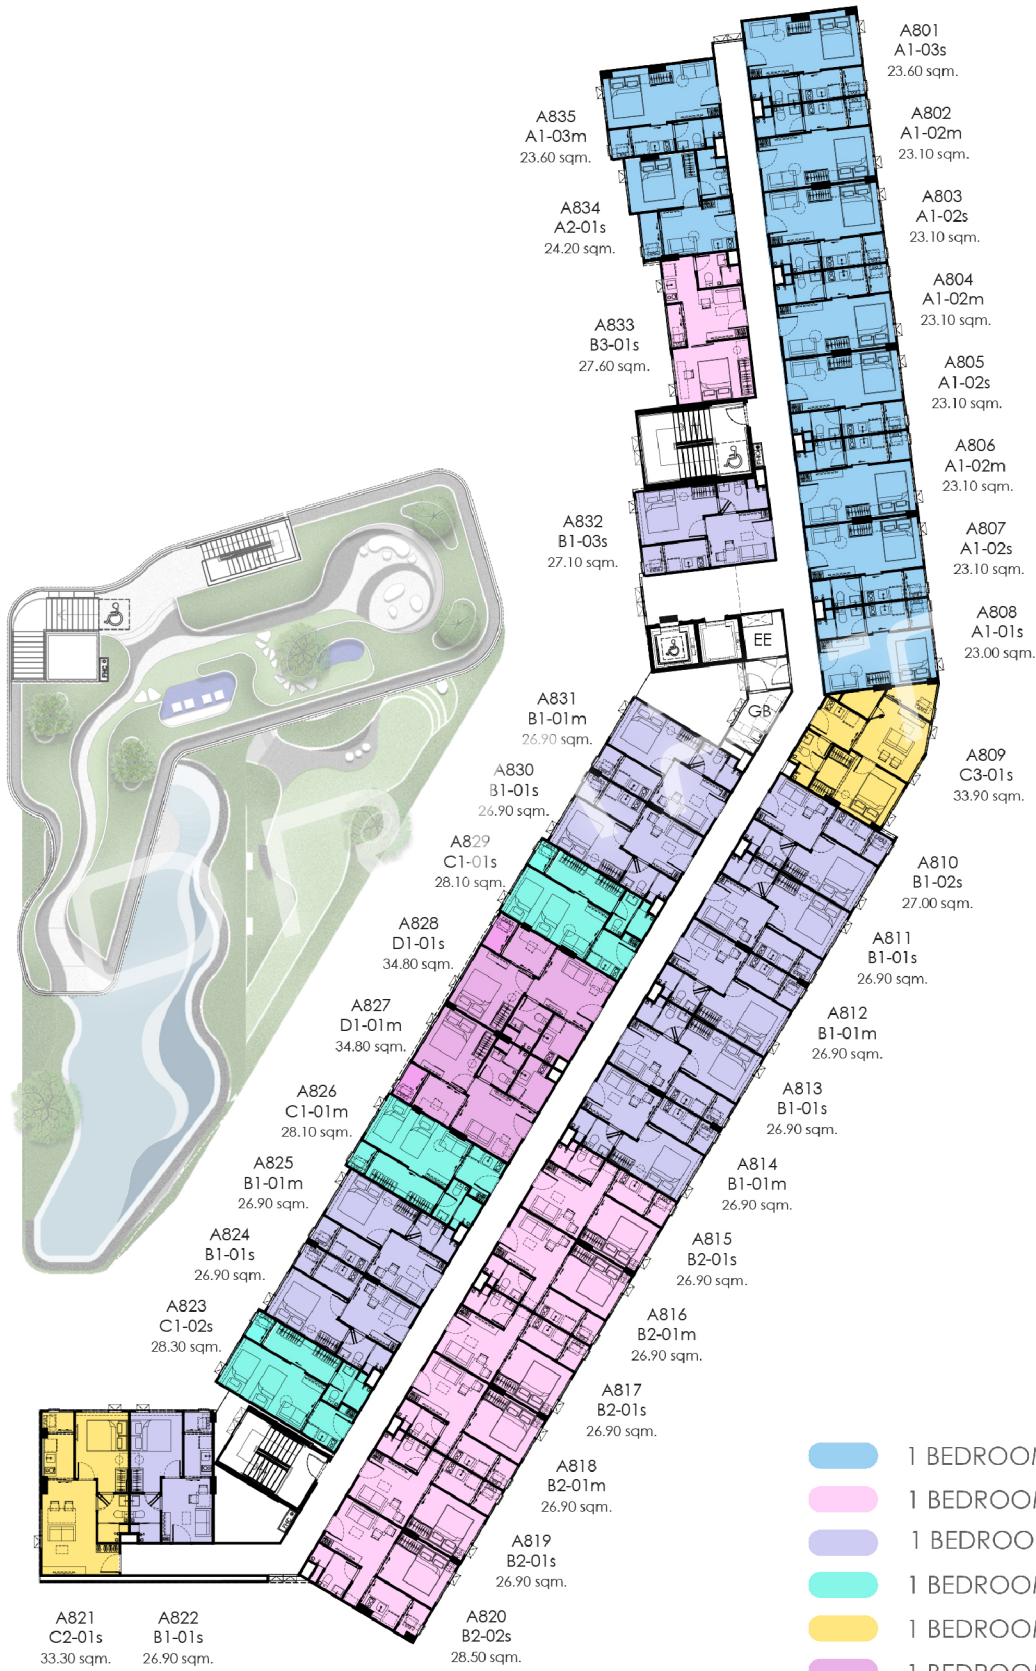 A801
A1-03s
23.60 sqm.
A802
A1-02m
23.10 sqm.
A803
A1-02s
23.10 sqm.
A804
A1-02m
23.10 sqm.
A805
A1-02s
23.10 sqm.
A806
A1-02m
23.10 sqm.
A807
A1-02s
23.10 sqm.
A808
A1-01s
23.00 sqm.
A809
C3-01s
33.90 sqm.
A810
B1-02s
27.00 sqm.
A811
B1-01s
26.90 sqm.
A812
B1-01m
26.90 sqm.
A813
B1-01s
26.90 sqm.
A814
B1-01m
26.90 sqm.
A815
B2-01s
26.90 sqm.
A816
B2-01m
26.90 sqm.
A817
B2-01s
26.90 sqm.
A818
B2-01m
26.90 sqm.
A819
B2-01s
26.90 sqm.
A820
B2-02s
28.50 sqm.
A835
A1-03m
23.60 sqm.
A834
A2-01s
24.20 sqm.
A833
B3-01s
27.60 sqm.
A832
B1-03s
27.10 sqm.
EE
GB
A831
B1-01m
26.90 sqm.
A830
B1-01s
26.90 sqm.
A829
C1-01s
28.10 sqm.
A828
D1-01s
34.80 sqm.
A827
D1-01m
34.80 sqm.
A826
C1-01m
28.10 sqm.
A825
B1-01m
26.90 sqm.
A824
B1-01s
26.90 sqm.
A823
C1-02s
28.30 sqm.
A821
C2-01s
33.30 sqm.
A822
B1-01s
26.90 sqm.
FHC
FHC
FHC
1 BEDROOM
1 BEDROOM
1 BEDROO
1 BEDROOM
1 BEDROOM
1 BEDROOM